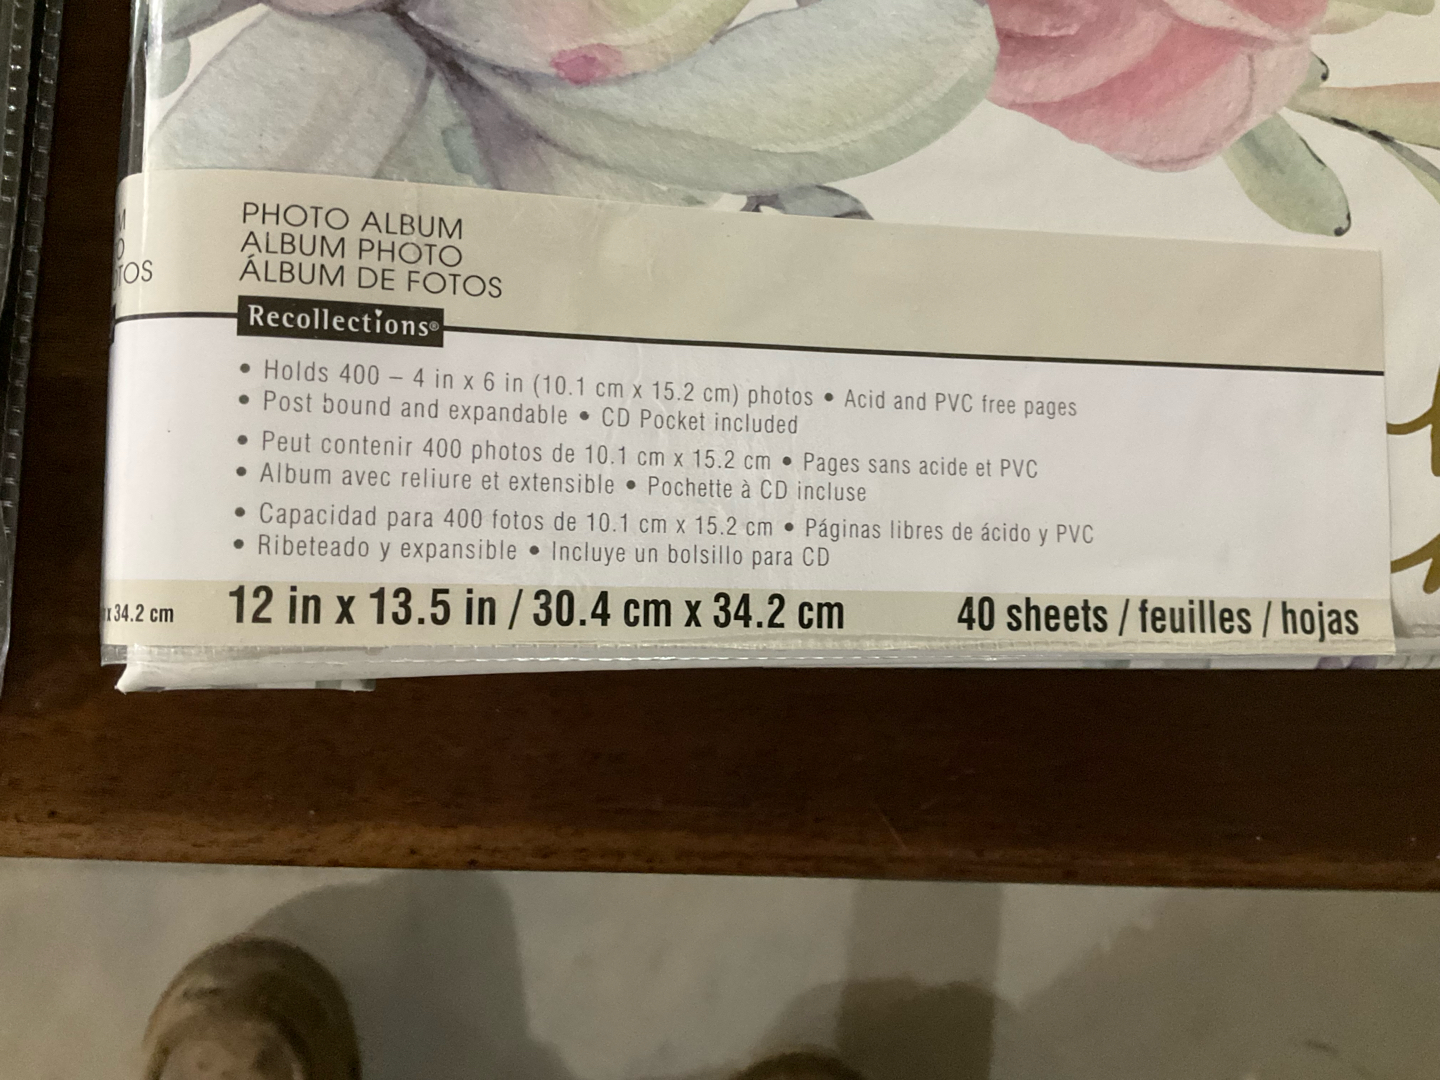 PHOTO ALBUM
ALBUM PHOTO
ÁLBUM DE FOTOS
Recollections®
• Holds 400 – 4 in x 6 in (10.1 cm x 15.2 cm) photos • Acid and PVC free pages
• Post bound and expandable • CD Pocket included
• Peut contenir 400 photos de 10.1 cm x 15.2 cm • Pages sans acide et PVC
• Album avec reliure et extensible • Pochette à CD incluse
• Capacidad para 400 fotos de 10.1 cm x 15.2 cm • Páginas libres de ácido y PVC
• Ribeteado y expansible • Incluye un bolsillo para CD
x 34.2 cm 12 in x 13.5 in / 30.4 cm x 34.2 cm 40 sheets / feuilles / hojas